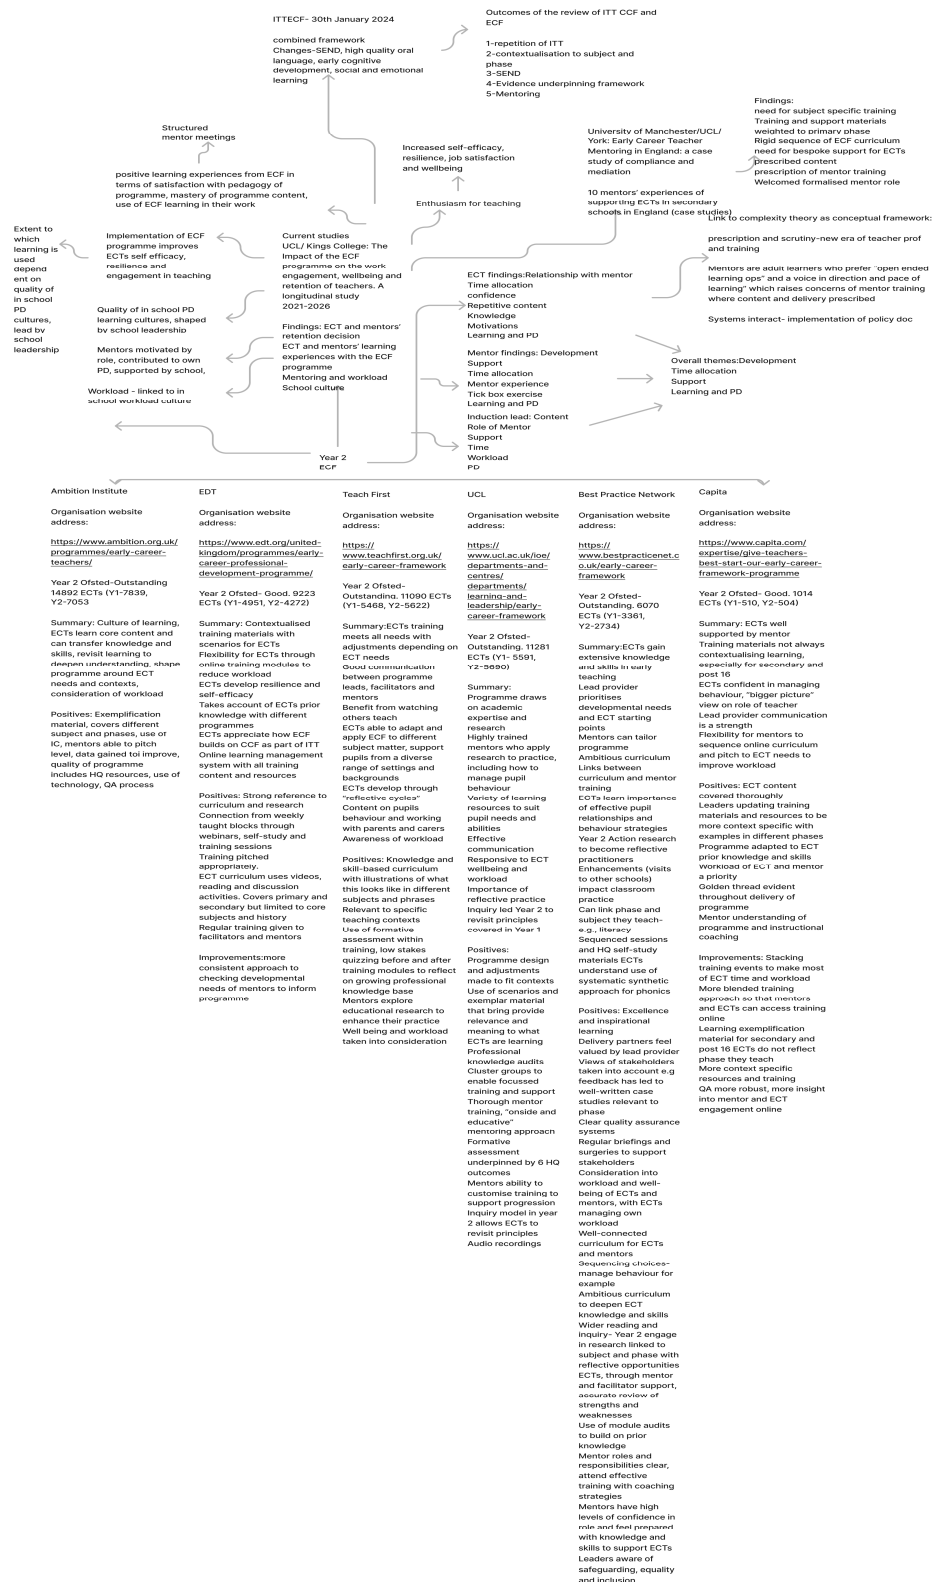 ITTECF- 30th January 2024
combined framework
Changes-SEND, high quality oral
language, early cognitive
development, social and emotional
learning
Outcomes of the review of ITT CCF and
ECF
1-repetition of ITT
2-contextualisation to subject and
phase
3-SEND
4-Evidence underpinning framework
5-Mentoring
Structured
mentor meetings
positive learning experiences from ECF in
terms of satisfaction with pedagogy of
programme, mastery of programme content,
use of ECF learning in their work
Increased self-efficacy,
resilience, job satisfaction
and wellbeing
Enthusiasm for teaching
University of Manchester/UCL/
York: Early Career Teacher
Mentoring in England: a case
study of compliance and
mediation
10 mentors' experiences of
supporting ECTs in secondary
schools in England (case studies)
Findings:
need for subject specific training
Training and support materials
weighted to primary phase
Rigid sequence of ECF curriculum
need for bespoke support for ECTs
prescribed content
prescription of mentor training
Welcomed formalised mentor role
Link to complexity theory as conceptual framework:
prescription and scrutiny-new era of teacher prof
and training
Mentors are adult learners who prefer "open ended
learning ops" and a voice in direction and pace of
learning" which raises concerns of mentor training
where content and delivery prescribed
Systems interact- implementation of policy doc
Extent to
which
learning is
used
depend
ent on
quality of
in school
PD
cultures,
lead by
school
leadership
Implementation of ECF
programme improves
ECTs self efficacy,
resilience and
engagement in teaching
Quality of in school PD
learning cultures, shaped
by school leadership
Mentors motivated by
role, contributed to own
PD, supported by school,
Workload - linked to in
school workload culture
Current studies
UCL/ Kings College: The
Impact of the ECF
programme on the work
engagement, wellbeing and
retention of teachers. A
longitudinal study
2021-2026
Findings: ECT and mentors'
retention decision
ECT and mentors' learning
experiences with the ECF
programme
Mentoring and workload
School culture
ECT findings:Relationship with mentor
Time allocation
confidence
Repetitive content
Knowledge
Motivations
Learning and PD
Mentor findings: Development
Support
Time allocation
Mentor experience
Tick box exercise
Learning and PD
Induction lead: Content
Role of Mentor
Support
Time
Workload
PD
Overall themes:Development
Time allocation
Support
Learning and PD
Year 2
ECF
Ambition Institute
Organisation website
address:
https://www.ambition.org.uk/
programmes/early-career-
teachers/
Year 2 Ofsted-Outstanding
14892 ECTs (Y1-7839,
Y2-7053
Summary: Culture of learning,
ECTs learn core content and
can transfer knowledge and
skills, revisit learning to
deepen understanding, shape
programme around ECT
needs and contexts,
consideration of workload
Positives: Exemplification
material, covers different
subject and phases, use of
IC, mentors able to pitch
level, data gained toi improve,
quality of programme
includes HQ resources, use of
technology, QA process
EDT
Organisation website
address:
https://www.edt.org/united-
kingdom/programmes/early-
career-professional-
development-programme/
Year 2 Ofsted- Good. 9223
ECTs (Y1-4951, Y2-4272)
Summary: Contextualised
training materials with
scenarios for ECTs
Flexibility for ECTs through
online training modules to
reduce workload
ECTs develop resilience and
self-efficacy
Takes account of ECTs prior
knowledge with different
programmes
ECTs appreciate how ECF
builds on CCF as part of ITT
Online learning management
system with all training
content and resources
Positives: Strong reference to
curriculum and research
Connection from weekly
taught blocks through
webinars, self-study and
training sessions
Training pitched
appropriately.
ECT curriculum uses videos,
reading and discussion
activities. Covers primary and
secondary but limited to core
subjects and history
Regular training given to
facilitators and mentors
Improvements:more
consistent approach to
checking developmental
needs of mentors to inform
programme
Teach First
Organisation website
address:
https://
www.teachfirst.org.uk/
early-career-framework
Year 2 Ofsted-
Outstanding. 11090 ECTs
(Y1-5468, Y2-5622)
Summary:ECTs training
meets all needs with
adjustments depending on
ECT needs
Good communication
between programme
leads, facilitators and
mentors
Benefit from watching
others teach
ECTs able to adapt and
apply ECF to different
subject matter, support
pupils from a diverse
range of settings and
backgrounds
ECTs develop through
"reflective cycles"
Content on pupils
behaviour and working
with parents and carers
Awareness of workload
Positives: Knowledge and
skill-based curriculum
with illustrations of what
this looks like in different
subjects and phrases
Relevant to specific
teaching contexts
Use of formative
assessment within
training, low stakes
quizzing before and after
training modules to reflect
on growing professional
knowledge base
Mentors explore
educational research to
enhance their practice
Well being and workload
taken into consideration
UCL
Organisation website
address:
https://
www.ucl.ac.uk/ioe/
departments-and-
centres/
departments/
learning-and-
leadership/early-
career-framework
Year 2 Ofsted-
Outstanding. 11281
ECTs (Y1- 5591,
Y2-5690)
Summary:
Programme draws
on academic
expertise and
research
Highly trained
mentors who apply
research to practice,
including how to
manage pupil
behaviour
Variety of learning
resources to suit
pupil needs and
abilities
Effective
communication
Responsive to ECT
wellbeing and
workload
Importance of
reflective practice
Inquiry led Year 2 to
revisit principles
covered in Year 1
Positives:
Programme design
and adjustments
made to fit contexts
Use of scenarios and
exemplar material
that bring provide
relevance and
meaning to what
ECTs are learning
Professional
knowledge audits
Cluster groups to
enable focussed
training and support
Thorough mentor
training, "onside and
educative"
mentoring approach
Formative
assessment
underpinned by 6 HQ
outcomes
Mentors ability to
customise training to
support progression
Inquiry model in year
2 allows ECTs to
revisit principles
Audio recordings
Best Practice Network
Organisation website
address:
https://
www.bestpracticenet.c
o.uk/early-career-
framework
Year 2 Ofsted-
Outstanding. 6070
ECTs (Y1-3361,
Y2-2734)
Summary:ECTs gain
extensive knowledge
and skills in early
teaching
Lead provider
prioritises
developmental needs
and ECT starting
points
Mentors can tailor
programme
Ambitious curriculum
Links between
curriculum and mentor
training
ECTs learn importance
of effective pupil
relationships and
behaviour strategies
Year 2 Action research
to become reflective
practitioners
Enhancements (visits
to other schools)
impact classroom
practice
Can link phase and
subject they teach-
e.g., literacy
Sequenced sessions
and HQ self-study
materials ECTs
understand use of
systematic synthetic
approach for phonics
Positives: Excellence
and inspirational
learning
Delivery partners feel
valued by lead provider
Views of stakeholders
taken into account e.g
feedback has led to
well-written case
studies relevant to
phase
Clear quality assurance
systems
Regular briefings and
surgeries to support
stakeholders
Consideration into
workload and well-
being of ECTs and
mentors, with ECTs
managing own
workload
Well-connected
curriculum for ECTs
and mentors
Sequencing choices-
manage behaviour for
example
Ambitious curriculum
to deepen ECT
knowledge and skills
Wider reading and
inquiry- Year 2 engage
in research linked to
subject and phase with
reflective opportunities
ECTs, through mentor
and facilitator support,
accurate review of
strengths and
weaknesses
Use of module audits
to build on prior
knowledge
Mentor roles and
responsibilities clear,
attend effective
training with coaching
strategies
Mentors have high
levels of confidence in
role and feel prepared
with knowledge and
skills to support ECTs
Leaders aware of
safeguarding, equality
and inclusion
Capita
Organisation website
address:
https://www.capita.com/
expertise/give-teachers-
best-start-our-early-career-
framework-programme
Year 2 Ofsted- Good. 1014
ECTs (Y1-510, Y2-504)
Summary: ECTs well
supported by mentor
Training materials not always
contextualising learning,
especially for secondary and
post 16
ECTs confident in managing
behaviour, "bigger picture"
view on role of teacher
Lead provider communication
is a strength
Flexibility for mentors to
sequence online curriculum
and pitch to ECT needs to
improve workload
Positives: ECT content
covered thoroughly
Leaders updating training
materials and resources to be
more context specific with
examples in different phases
Programme adapted to ECT
prior knowledge and skills
Workload of ECT and mentor
a priority
Golden thread evident
throughout delivery of
programme
Mentor understanding of
programme and instructional
coaching
Improvements: Stacking
training events to make most
of ECT time and workload
More blended training
approach so that mentors
and ECTs can access training
online
Learning exemplification
material for secondary and
post 16 ECTs do not reflect
phase they teach
More context specific
resources and training
QA more robust, more insight
into mentor and ECT
engagement online